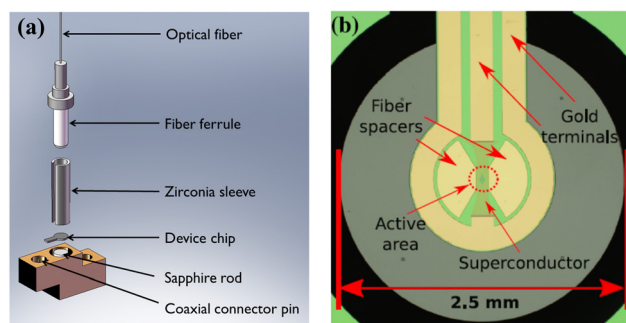 (a)
Optical fiber
Fiber ferrule
Zirconia sleeve
Device chip
Sapphire rod
Coaxial connector pin
(b)
Fiber
spacers
Gold
terminals
Active
area
Superconductor
2.5 mm